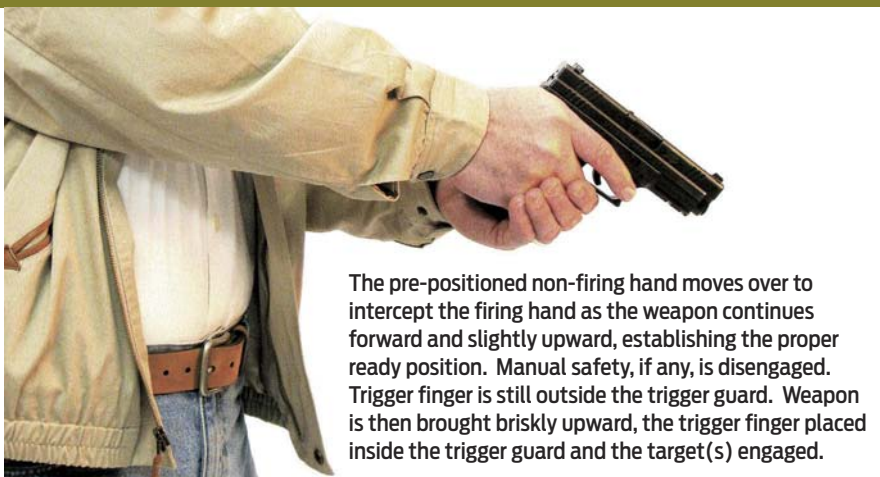 The pre-positioned non-firing hand moves over to
intercept the firing hand as the weapon continues
forward and slightly upward, establishing the proper
ready position.  Manual safety, if any, is disengaged.
Trigger finger is still outside the trigger guard.  Weapon
is then brought briskly upward, the trigger finger placed
inside the trigger guard and the target(s) engaged.